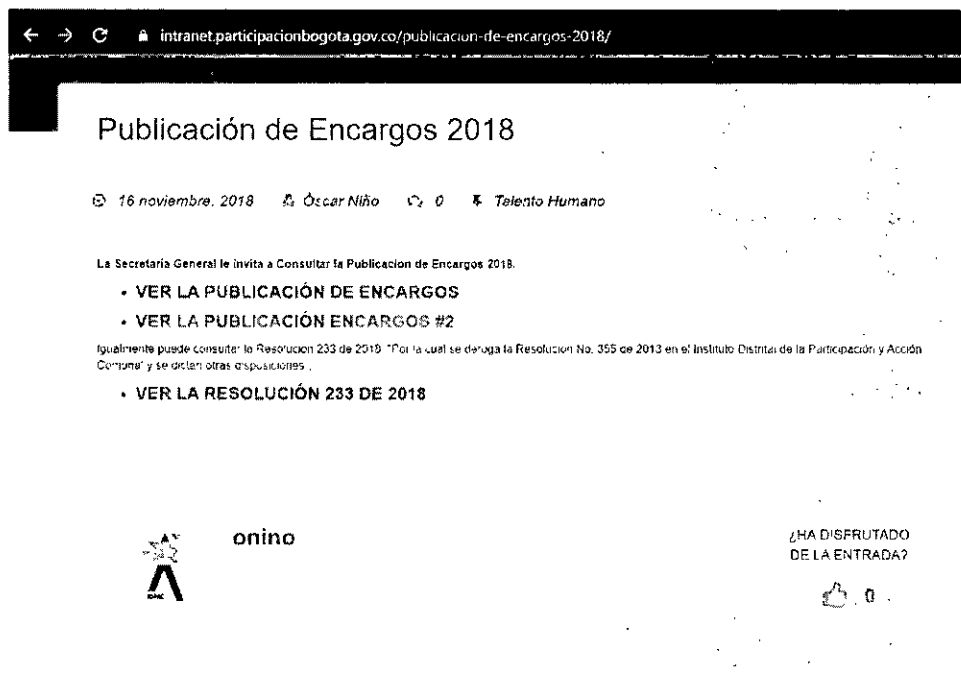 intranet.participacionbogota.gov.co/publicacion-de-encargos-2018/
Publicación de Encargos 2018
16 noviembre, 2018 Óscar Niño 0 Talento Humano
La Secretaria General le invita a Consultar la Publicacion de Encargos 2018.
• VER LA PUBLICACIÓN DE ENCARGOS
• VER LA PUBLICACIÓN ENCARGOS #2
Igualmente puede consultar la Resolucion 233 de 2018 "Por la cual se deroga la Resolucion No. 355 de 2013 en el Instituto Distrital de la Participación y Acción
Comunal" y se dictan otras disposiciones.
• VER LA RESOLUCIÓN 233 DE 2018
onino
¿HA DISFRUTADO
DE LA ENTRADA?
0
IDPAC